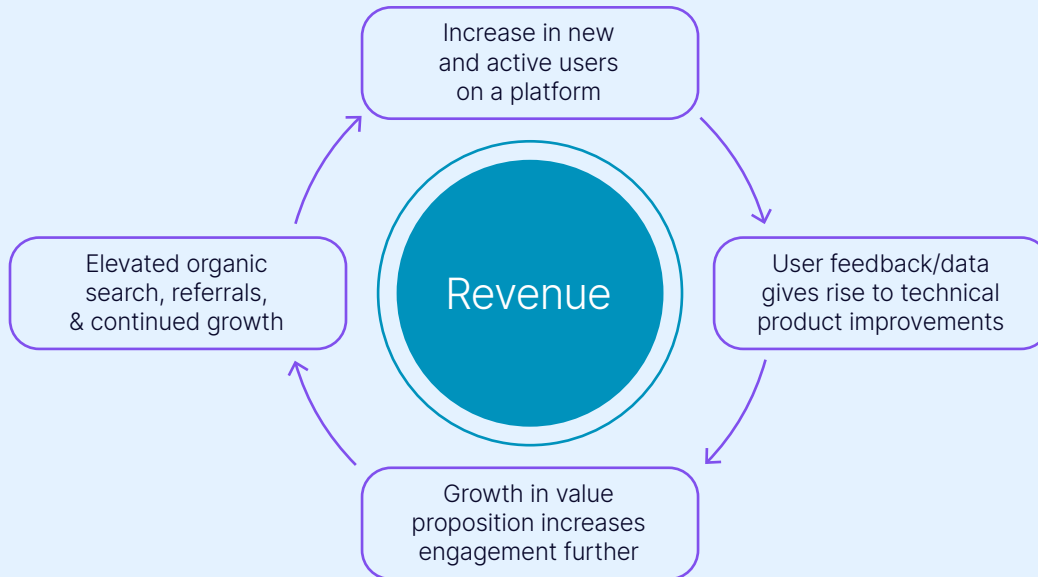 Increase in new
and active users
on a platform
Elevated organic
search, referrals,
& continued growth
Revenue
User feedback/data
gives rise to technical
product improvements
Growth in value
proposition increases
engagement further